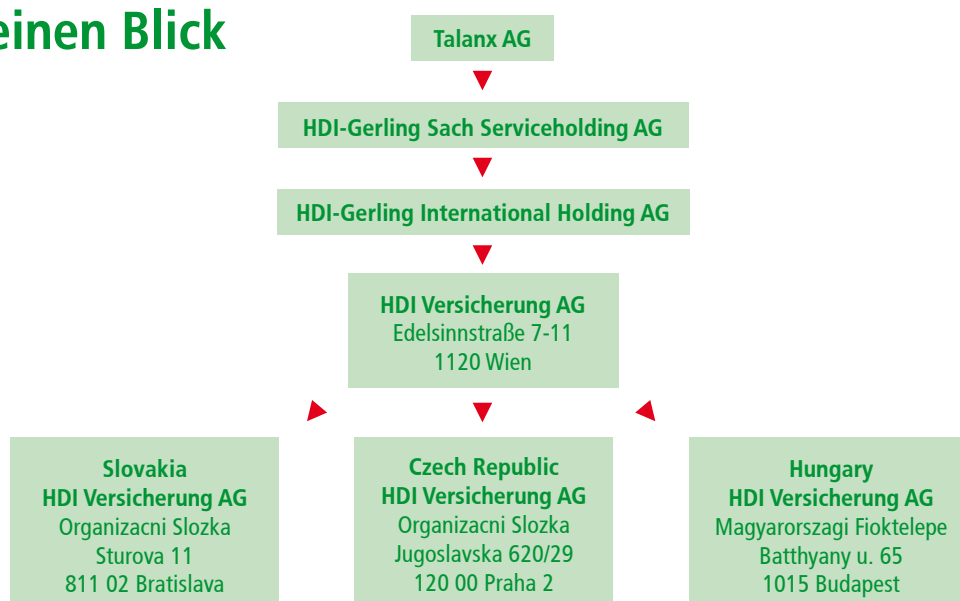 einen Blick
Talanx AG
HDI-Gerling Sach Serviceholding AG
HDI-Gerling International Holding AG
HDI Versicherung AG
Edelsinnstraße 7-11
1120 Wien
Slovakia
HDI Versicherung AG
Organizacni Slozka
Sturova 11
811 02 Bratislava
Czech Republic
HDI Versicherung AG
Organizacni Slozka
Jugoslavska 620/29
120 00 Praha 2
Hungary
HDI Versicherung AG
Magyarorszagi Fioktelepe
Batthyany u. 65
1015 Budapest